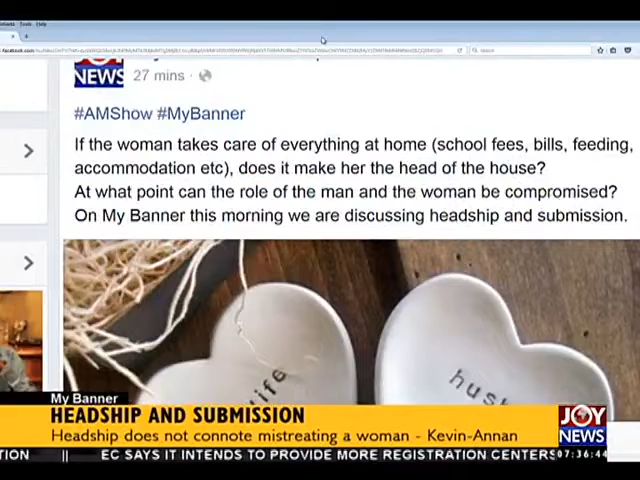 Tools Help
JOY
NEWS
27 mins
#AMShow #MyBanner
If the woman takes care of everything at home (school fees, bills, feeding,
accommodation etc), does it make her the head of the house?
At what point can the role of the man and the woman be compromised?
On My Banner this morning we are discussing headship and submission.
life
hus
My Banner
HEADSHIP AND SUBMISSION
Headship does not connote mistreating a woman - Kevin-Annan
JOY
NEWS
TION || EC SAYS IT INTENDS TO PROVIDE MORE REGISTRATION CENTERS
07:36:44